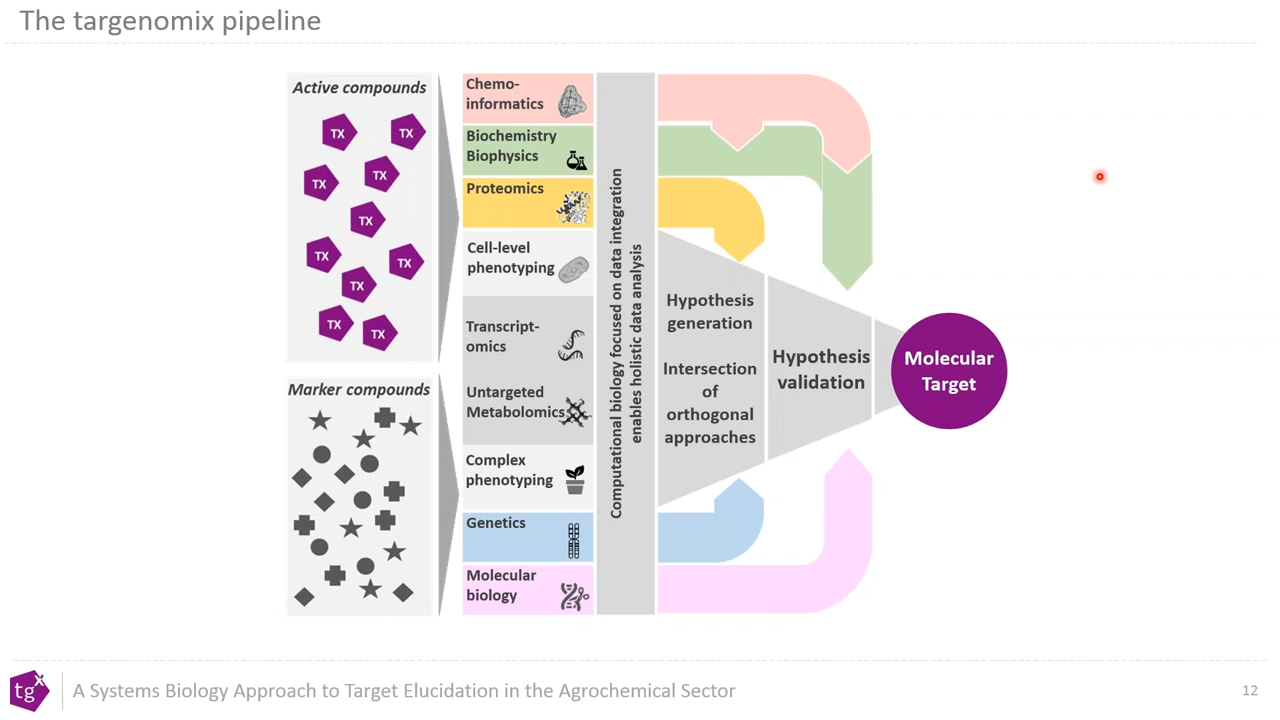 The targenomix pipeline
Active compounds
TX
TX
TX
TX
TX
TX
TX
TX
TX
TX
Marker compounds
Chemo-
informatics
Biochemistry
Biophysics
Proteomics
Cell-level
phenotyping
Transcript-
omics
Untargeted
Metabolomics
Complex
phenotyping
Genetics
Molecular
biology
Computational biology focused on data integration
enables holistic data analysis
Hypothesis
generation
Intersection
of
orthogonal
approaches
Hypothesis
validation
Molecular
Target
tgx
A Systems Biology Approach to Target Elucidation in the Agrochemical Sector
12